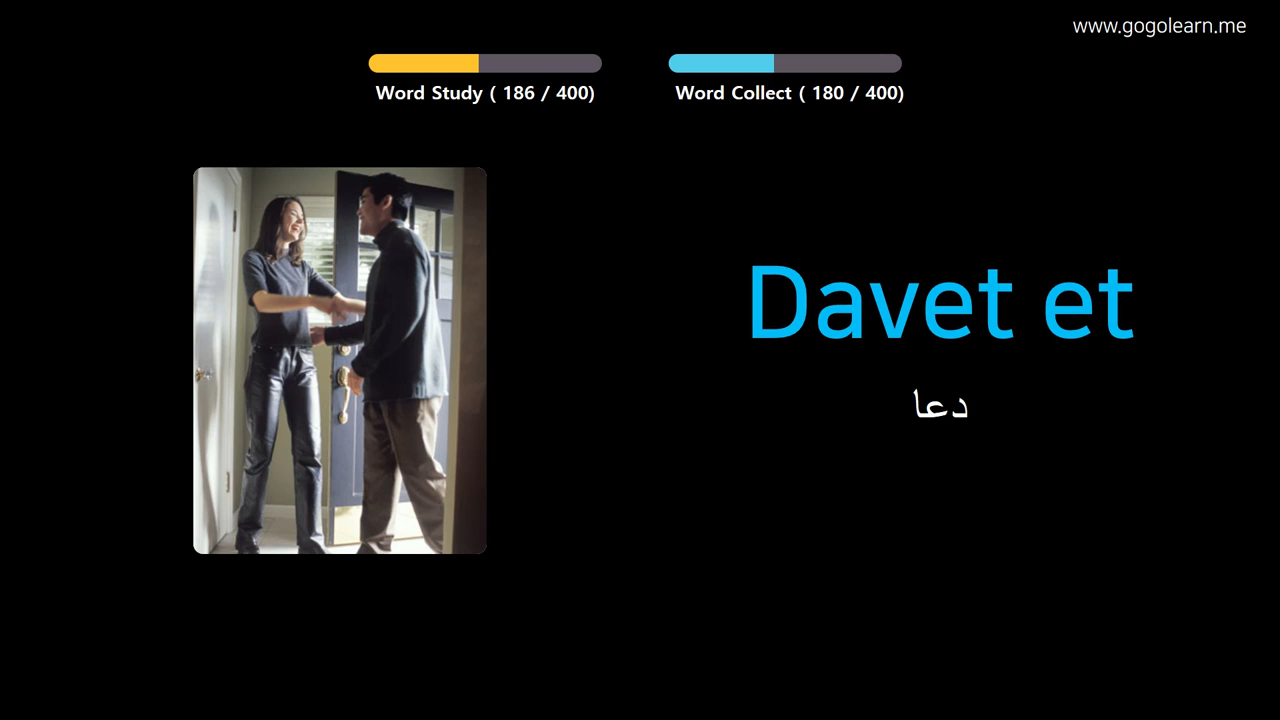 www.gogolearn.me
Word Study ( 186 / 400)
Word Collect ( 180 / 400)
Davet et
دعا